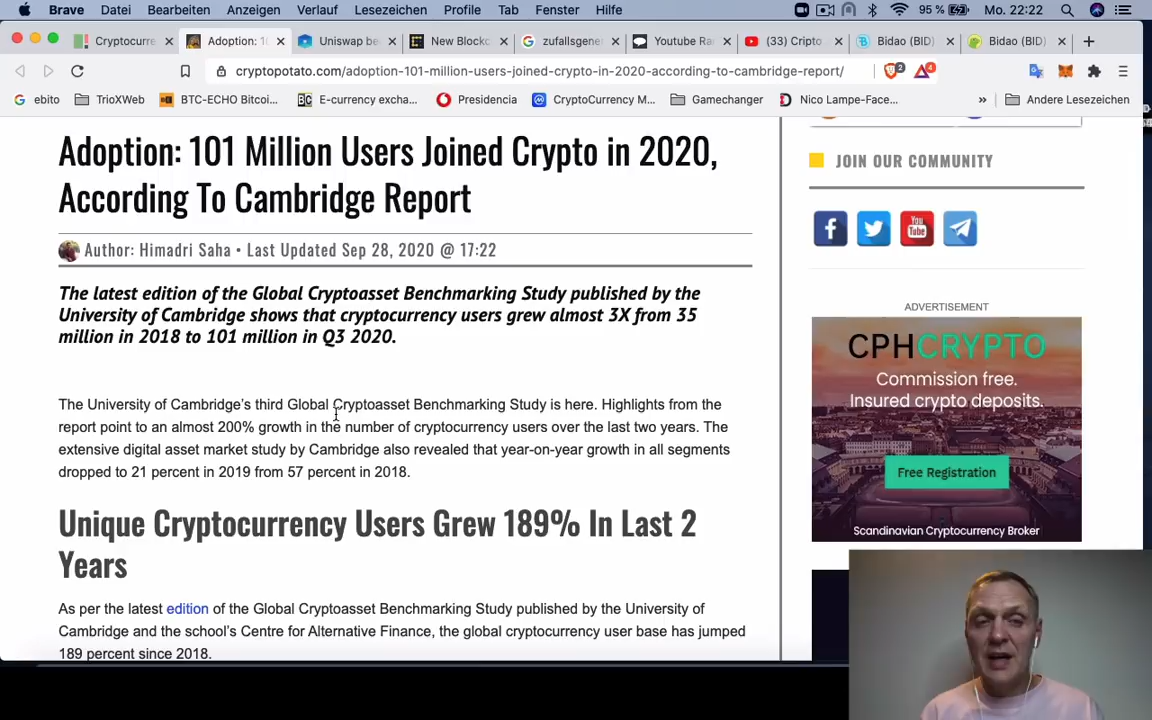 Brave Datei Bearbeiten Anzeigen Verlauf Lesezeichen Profile Tab Fenster Hilfe 95 % Mo. 22:22
Cryptocurre Adoption: 10 Uniswap be New Blockc zufallsgene Youtube Ra (33) Cripto Bidao (BID) Bidao (BID)
cryptopotato.com/adoption-101-million-users-joined-crypto-in-2020-according-to-cambridge-report/ 2 4
ebito TrioXWeb BTC-ECHO Bitcoi... E-currency excha... Presidencia CryptoCurrency M... Gamechanger Nico Lampe-Face... » Andere Lesezeichen
Adoption: 101 Million Users Joined Crypto in 2020,
According To Cambridge Report
Author: Himadri Saha • Last Updated Sep 28, 2020 @ 17:22
The latest edition of the Global Cryptoasset Benchmarking Study published by the
University of Cambridge shows that cryptocurrency users grew almost 3X from 35
million in 2018 to 101 million in Q3 2020.
The University of Cambridge's third Global Cryptoasset Benchmarking Study is here. Highlights from the
report point to an almost 200% growth in the number of cryptocurrency users over the last two years. The
extensive digital asset market study by Cambridge also revealed that year-on-year growth in all segments
dropped to 21 percent in 2019 from 57 percent in 2018.
Unique Cryptocurrency Users Grew 189% In Last 2
Years
As per the latest edition of the Global Cryptoasset Benchmarking Study published by the University of
Cambridge and the school's Centre for Alternative Finance, the global cryptocurrency user base has jumped
189 percent since 2018.
JOIN OUR COMMUNITY
You
Tube
ADVERTISEMENT
CPHCRYPTO
Commission free.
Insured crypto deposits.
Free Registration
Scandinavian Cryptocurrency Broker